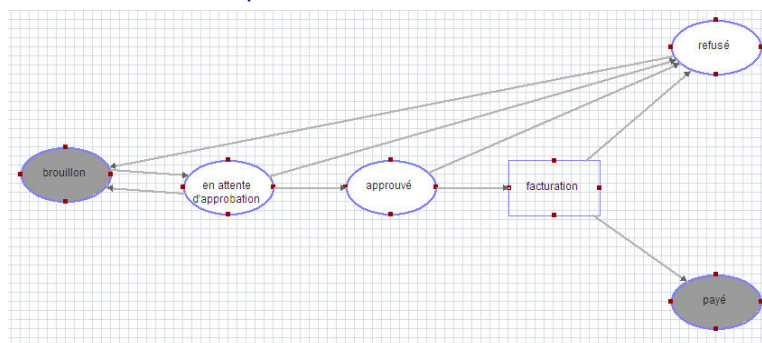 refusé
brouillon
en attente
d'approbation
approuvé
facturation
payé